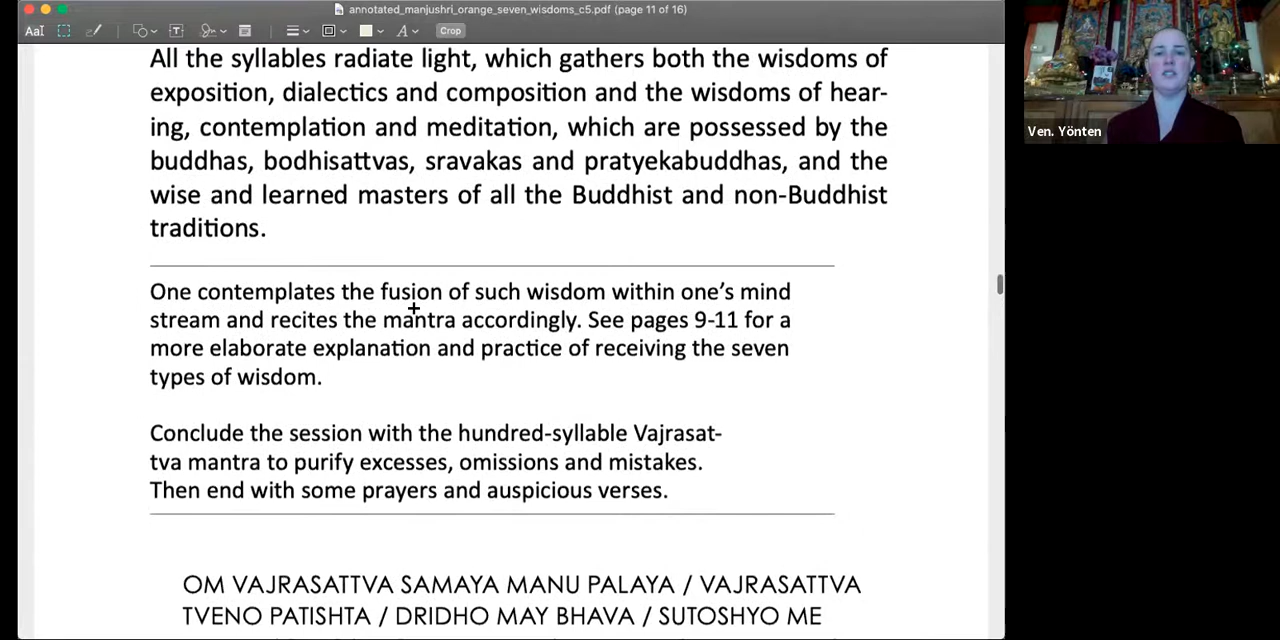 annotated_manjushri_orange_seven_wisdoms_c5.pdf (page 11 of 16)
AaI
T
A
Crop
All the syllables radiate light, which gathers both the wisdoms of
exposition, dialectics and composition and the wisdoms of hear-
ing, contemplation and meditation, which are possessed by the
buddhas, bodhisattvas, sravakas and pratyekabuddhas, and the
wise and learned masters of all the Buddhist and non-Buddhist
traditions.
One contemplates the fusion of such wisdom within one’s mind
stream and recites the mantra accordingly. See pages 9-11 for a
more elaborate explanation and practice of receiving the seven
types of wisdom.
Conclude the session with the hundred-syllable Vajrasat-
tva mantra to purify excesses, omissions and mistakes.
Then end with some prayers and auspicious verses.
OM VAJRASATTVA SAMAYA MANU PALAYA / VAJRASATTVA
TVENO PATISHTA / DRIDHO MAY BHAVA / SUTOSHYO ME
Ven. Yönten